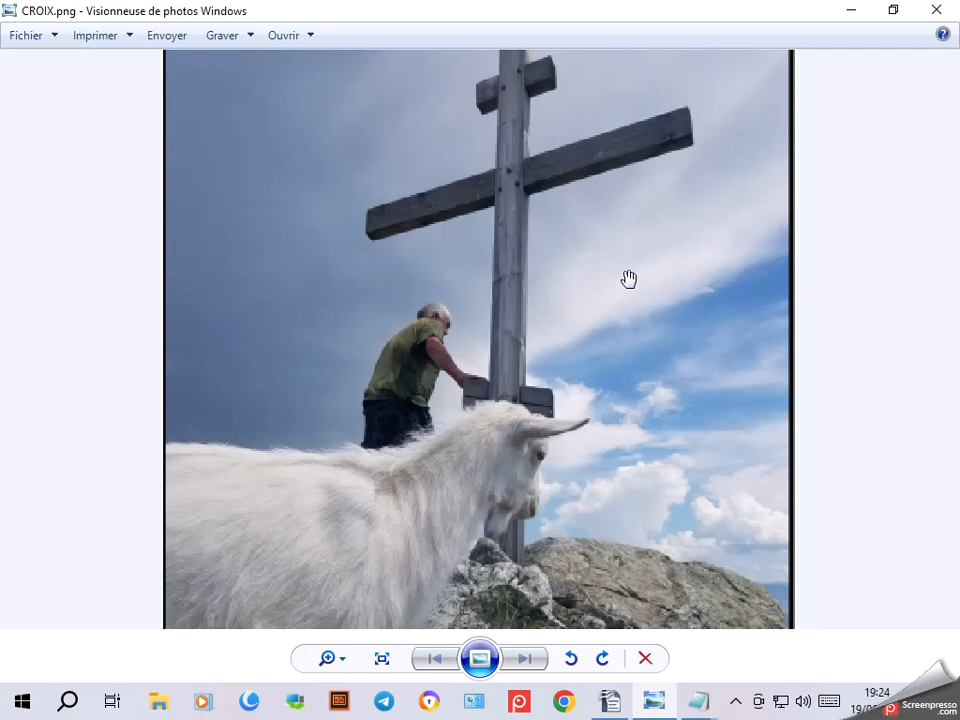 CROIX.png - Visionneuse de photos Windows
Fichier Imprimer Envoyer Graver Ouvrir
19:24
Screenpresso
.com